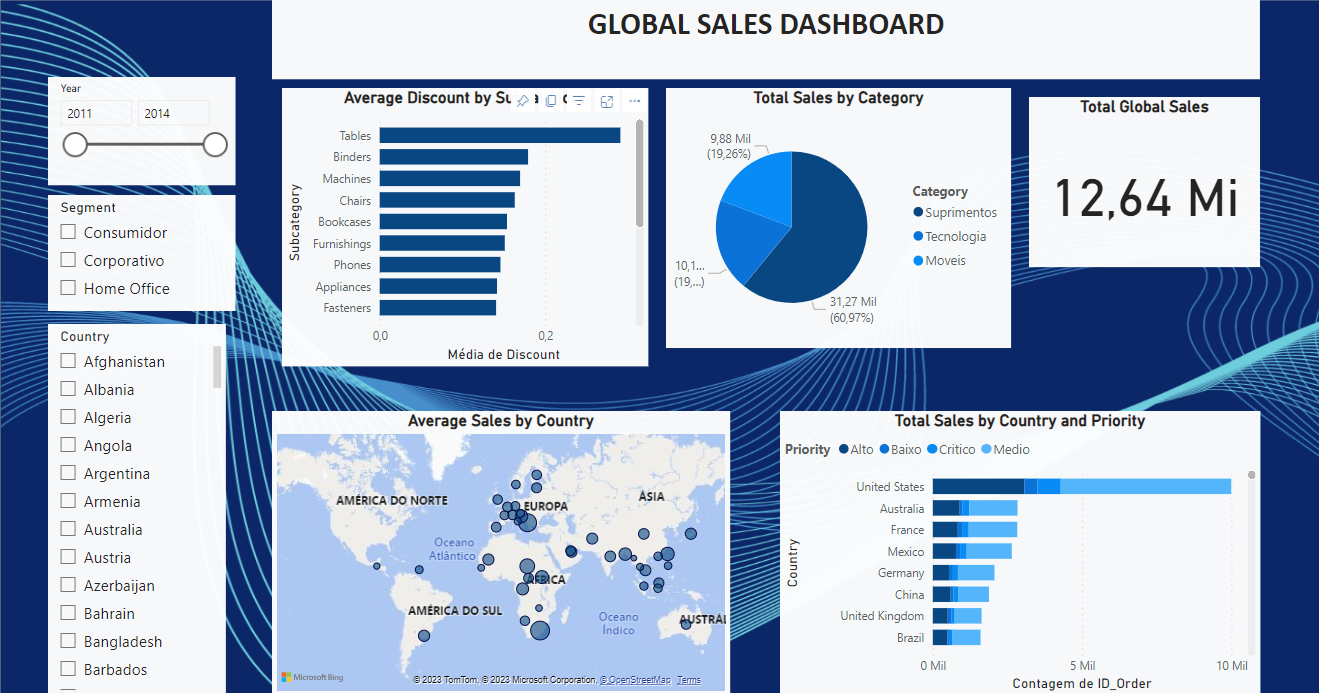 GLOBAL SALES DASHBOARD
Year
2011
2014
Segment
Consumidor
Corporativo
Home Office
Country
Afghanistan
Albania
Algeria
Angola
Argentina
Armenia
Australia
Austria
Azerbaijan
Bahrain
Bangladesh
Barbados
Average Discount by
Subcategory
Tables
Binders
Machines
Chairs
Bookcases
Furnishings
Phones
Appliances
Fasteners
0,0
0,2
Média de Discount
Total Sales by Category
9,88 Mil
(19,26%)
10,1...
(19,...)
31,27 Mil
(60,97%)
Category
Suprimentos
Tecnologia
Moveis
Total Global Sales
12,64 Mi
Average Sales by Country
AMÉRICA DO NORTE
EUROPA
ÁSIA
Oceano
Atlântico
ÁFRICA
AMÉRICA DO SUL
Oceano
Índico
AUSTRÁL
Microsoft Bing
© 2023 TomTom, © 2023 Microsoft Corporation, © OpenStreetMap Terms
Total Sales by Country and Priority
Priority Alto Baixo Critico Medio
Country
United States
Australia
France
Mexico
Germany
China
United Kingdom
Brazil
0 Mil
5 Mil
10 Mil
Contagem de ID_Order